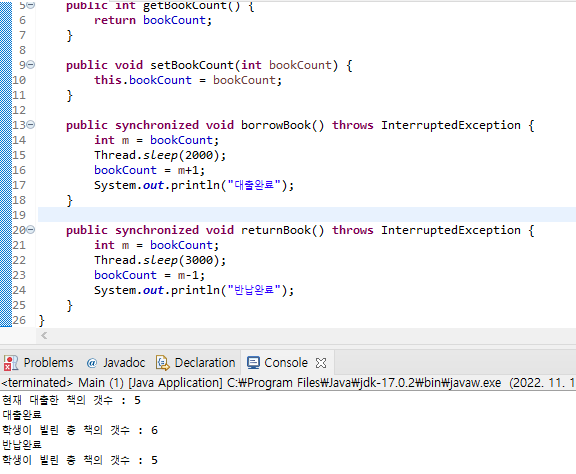 5 public int getBookCount() {
6 return bookCount;
7 }
8
9 public void setBookCount(int bookCount) {
10 this.bookCount = bookCount;
11 }
12
13 public synchronized void borrowBook() throws InterruptedException {
14 int m = bookCount;
15 Thread.sleep(2000);
16 bookCount = m+1;
17 System.out.println("대출완료");
18 }
19
20 public synchronized void returnBook() throws InterruptedException {
21 int m = bookCount;
22 Thread.sleep(3000);
23 bookCount = m-1;
24 System.out.println("반납완료");
25 }
26 }
Problems @ Javadoc Declaration Console
<terminated> Main (1) [Java Application] C:₩Program Files₩Java₩jdk-17.0.2₩bin₩javaw.exe (2022. 11. 1
현재 대출한 책의 갯수 : 5
대출완료
학생이 빌린 총 책의 갯수 : 6
반납완료
학생이 빌린 총 책의 갯수 : 5